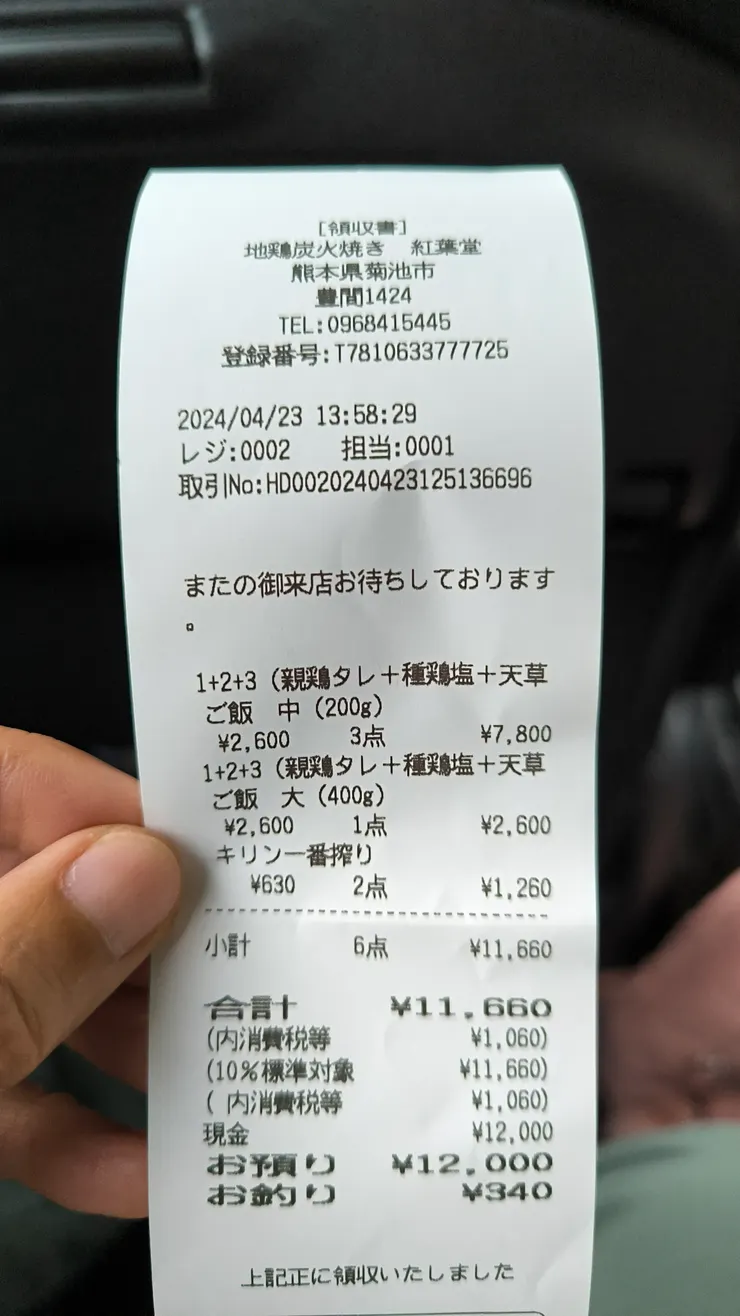 [領収書]
地鶏炭火焼き 紅葉堂
熊本県菊池市
豊間1424
TEL:0968415445
登録番号:T7810633777725
2024/04/23 13:58:29
レジ:0002 担当:0001
取引No:HD0020240423125136696
またの御来店お待ちしております
。
1+2+3 (親鶏タレ+種鶏塩+天草
ご飯 中 (200g)
¥2,600 3点 ¥7,800
1+2+3 (親鶏タレ+種鶏塩+天草
ご飯 大 (400g)
¥2,600 1点 ¥2,600
キリン一番搾り
¥630 2点 ¥1,260
小計 6点 ¥11,660
合計 ¥11,660
(内消費税等 ¥1,060)
(10%標準対象 ¥11,660)
( 内消費税等 ¥1,060)
現金 ¥12,000
お預り ¥12,000
お釣り ¥340
上記正に領収いたしました